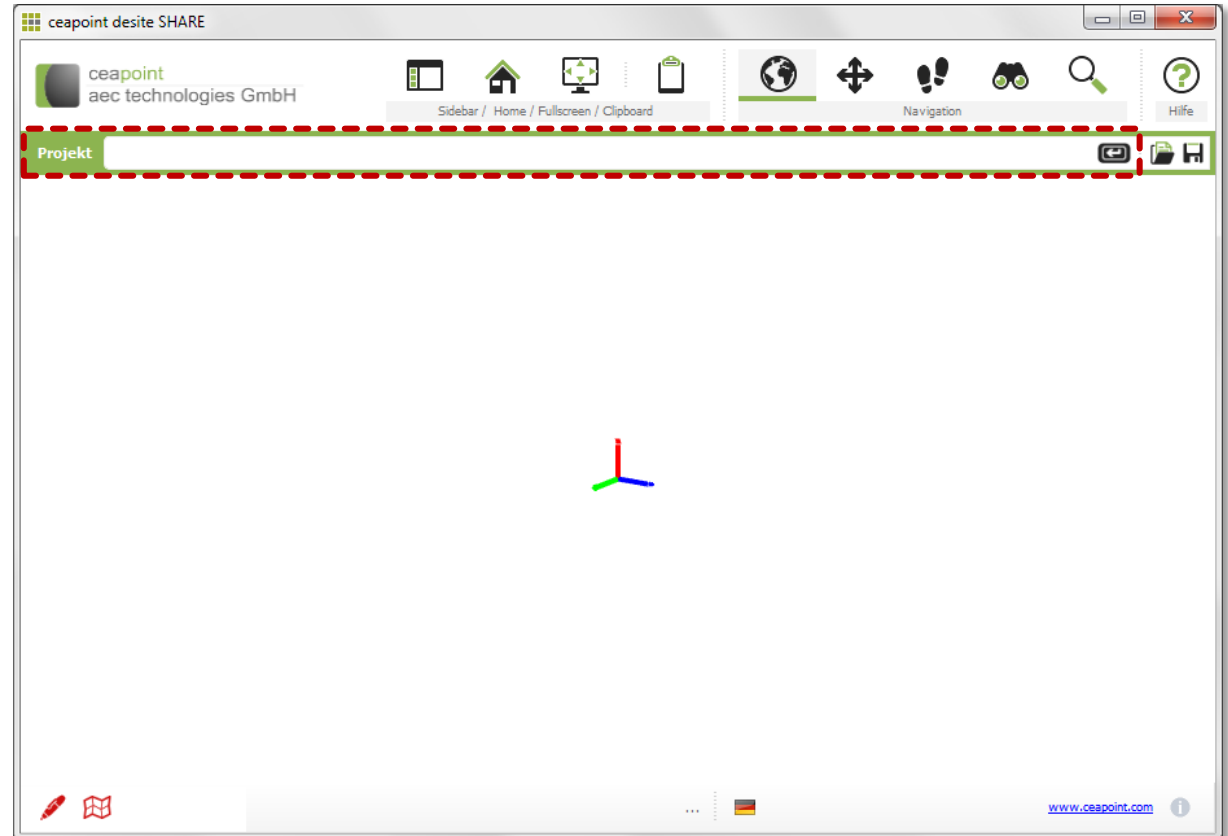 ceapoint desite SHARE
ceapoint
aec technologies GmbH
Sidebar / Home / Fullscreen / Clipboard
Navigation
Hilfe
Projekt
...
www.ceapoint.com